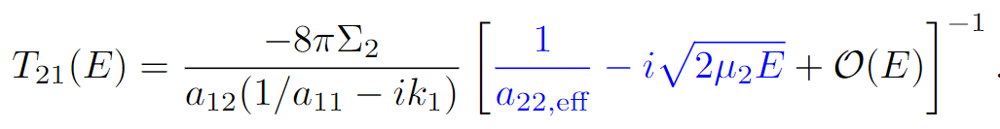 T_{21}(E) = \frac{-8\pi\Sigma_2}{a_{12}(1/a_{11} - ik_1)} \left[ \frac{1}{a_{22,\text{eff}}} - i\sqrt{2\mu_2 E} + \mathcal{O}(E) \right]^{-1} .